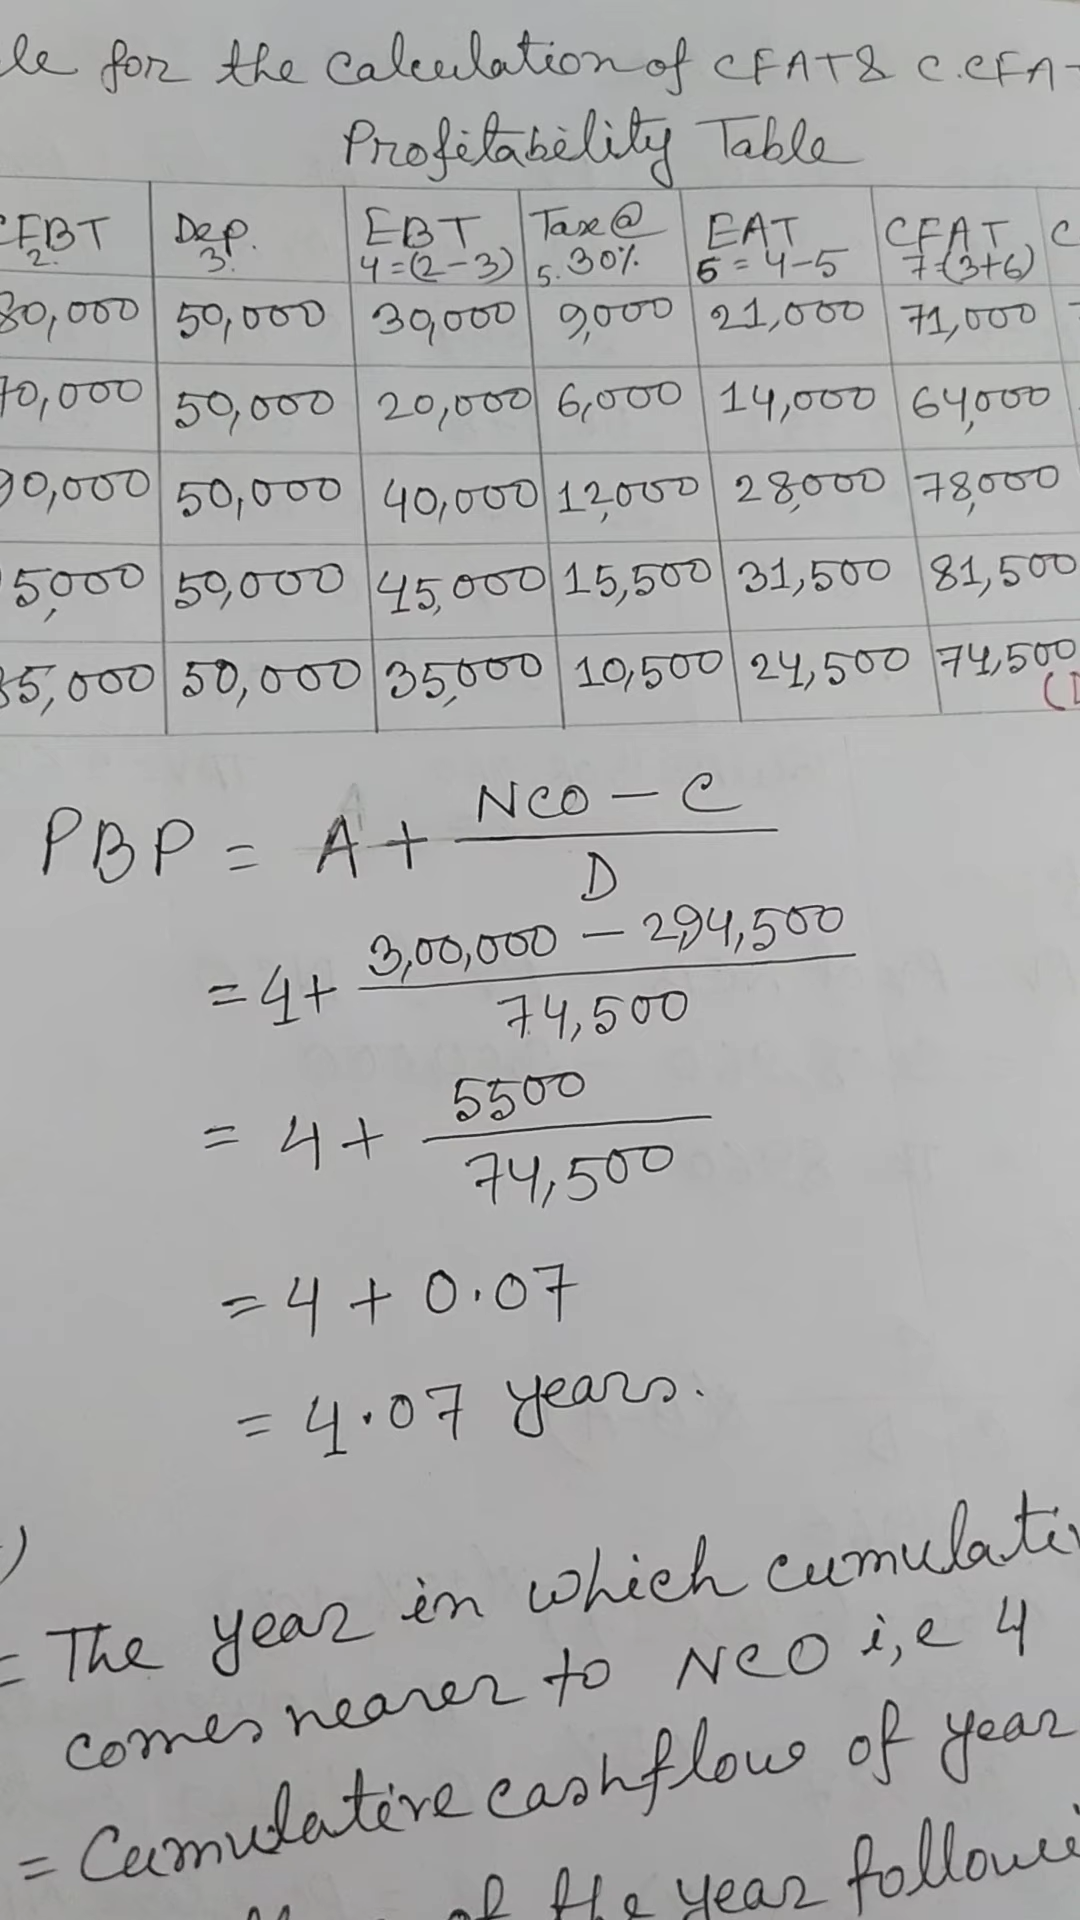 le for the calculation of CFAT & C.CFA
Profitability Table
CFBT Dep. EBT Tax@ EAT CFAT C
2. 3. 4=(2-3) 5. 30% 6=4-5 7=(3+6)
80,000 50,000 30,000 9,000 21,000 71,000
70,000 50,000 20,000 6,000 14,000 64,000
90,000 50,000 40,000 12,000 28,000 78,000
5,000 50,000 45,000 15,500 31,500 81,500
85,000 50,000 35,000 10,500 24,500 74,500
PBP = A + NCO - C / D
= 4 + 3,00,000 - 294,500 / 74,500
= 4 + 5500 / 74,500
= 4 + 0.07
= 4.07 years.
)
= The year in which cumulati
comes nearer to NCO i,e 4
= Cumulative cashflow of year
of the year followi